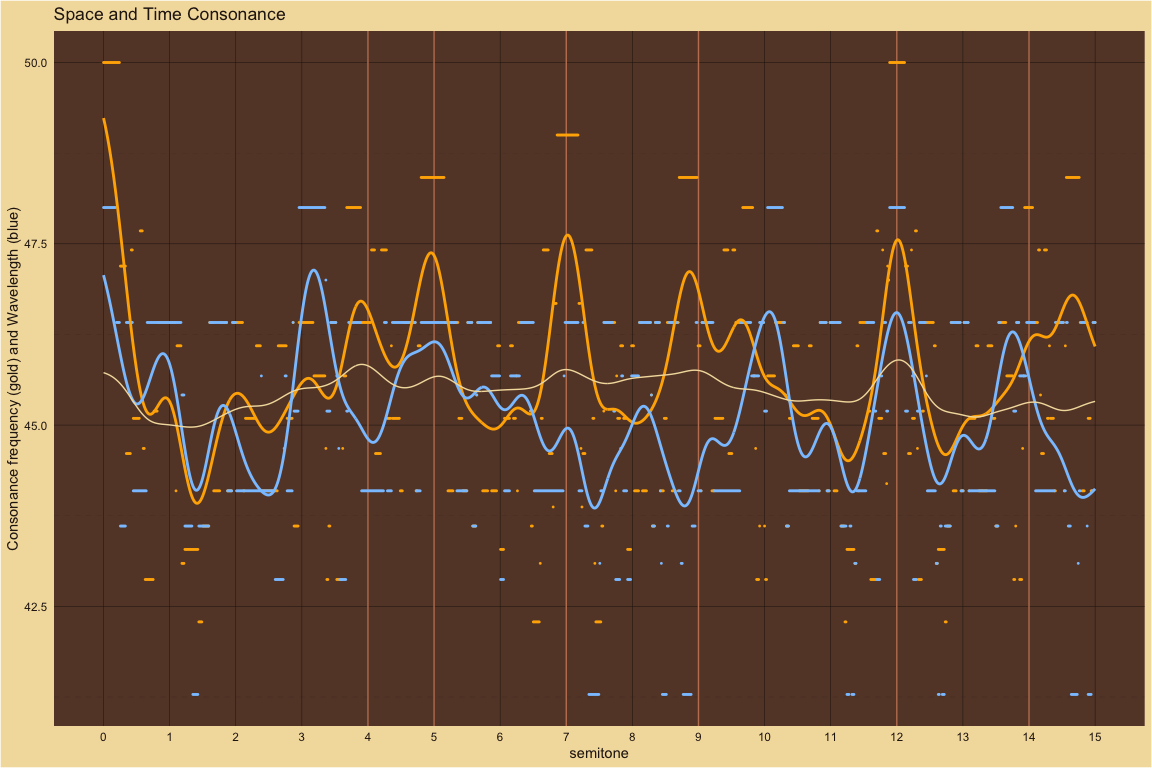 Space and Time Consonance
Consonance frequency (gold) and Wavelength (blue)
50.0
47.5
45.0
42.5
0 1 2 3 4 5 6 7 8 9 10 11 12 13 14 15
semitone